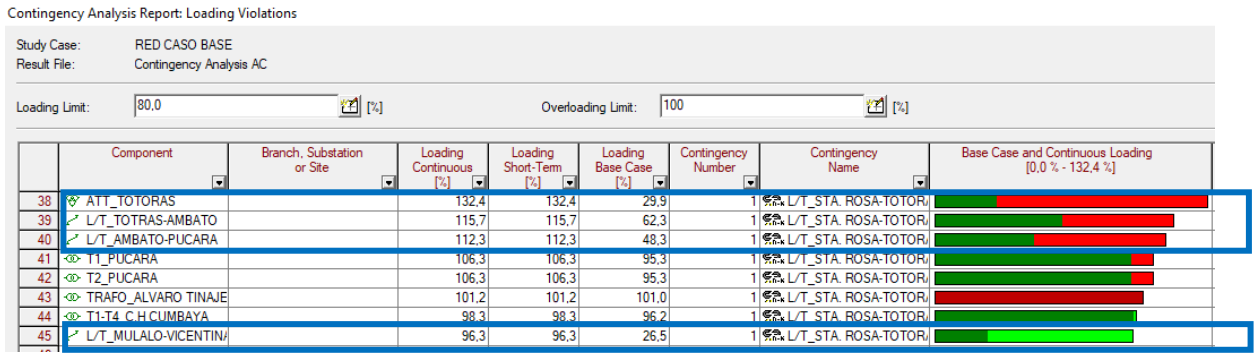 Contingency Analysis Report: Loading Violations
Study Case: RED CASO BASE
Result File: Contingency Analysis AC
Loading Limit: 80,0 [%] Overloading Limit: 100 [%]
Component Branch, Substation or Site Loading Continuous [%] Loading Short-Term [%] Loading Base Case [%] Contingency Number Contingency Name Base Case and Continuous Loading [0,0 % - 132,4 %]
38 ATT_TOTORAS 132,4 132,4 29,9 1 L/T_STA. ROSA-TOTOR
39 L/T_TOTRAS-AMBATO 115,7 115,7 62,3 1 L/T_STA. ROSA-TOTOR
40 L/T_AMBATO-PUCARA 112,3 112,3 48,3 1 L/T_STA. ROSA-TOTOR
41 T1_PUCARA 106,3 106,3 95,3 1 L/T_STA. ROSA-TOTOR
42 T2_PUCARA 106,3 106,3 95,3 1 L/T_STA. ROSA-TOTOR
43 TRAFO_ALVARO TINAJE 101,2 101,2 101,0 1 L/T_STA. ROSA-TOTOR
44 T1-T4_C.H CUMBAYA 98,3 98,3 96,2 1 L/T_STA. ROSA-TOTOR
45 L/T_MULALO-VICENTIN 96,3 96,3 26,5 1 L/T_STA. ROSA-TOTOR